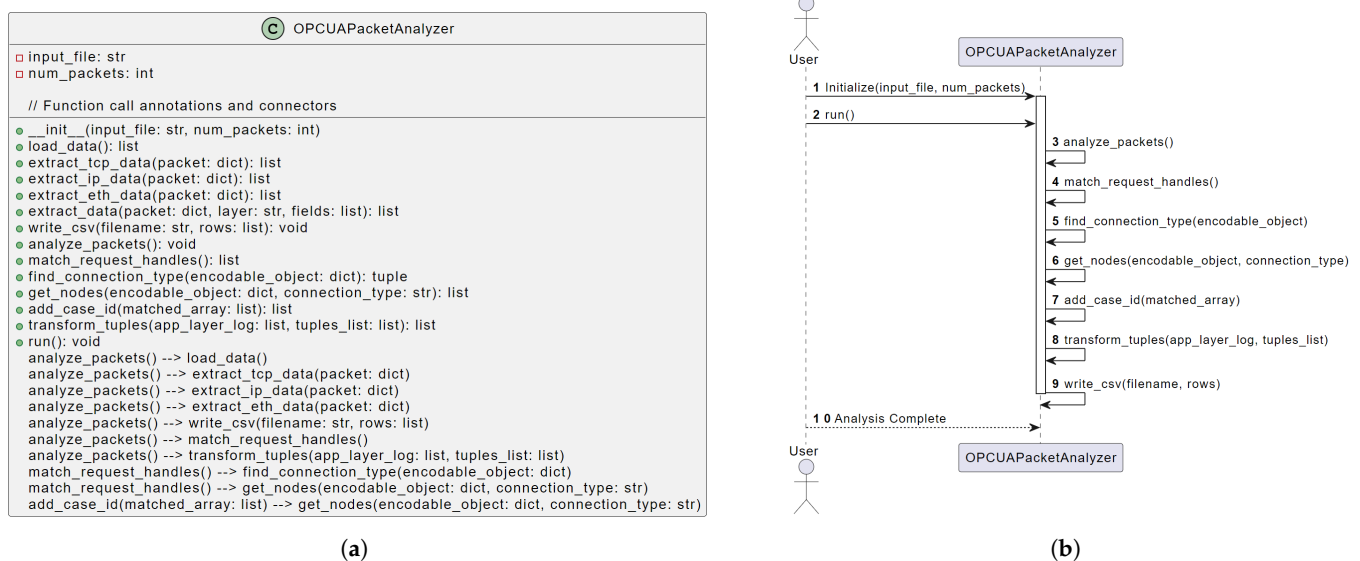 C OPCUAPacketAnalyzer
input_file: str
num_packets: int
// Function call annotations and connectors
__init__(input_file: str, num_packets: int)
load_data(): list
extract_tcp_data(packet: dict): list
extract_ip_data(packet: dict): list
extract_eth_data(packet: dict): list
extract_data(packet: dict, layer: str, fields: list): list
write_csv(filename: str, rows: list): void
analyze_packets(): void
match_request_handles(): list
find_connection_type(encodable_object: dict): tuple
get_nodes(encodable_object: dict, connection_type: str): list
add_case_id(matched_array: list): list
transform_tuples(app_layer_log: list, tuples_list: list): list
run(): void
analyze_packets() --> load_data()
analyze_packets() --> extract_tcp_data(packet: dict)
analyze_packets() --> extract_ip_data(packet: dict)
analyze_packets() --> extract_eth_data(packet: dict)
analyze_packets() --> write_csv(filename: str, rows: list)
analyze_packets() --> match_request_handles()
analyze_packets() --> transform_tuples(app_layer_log: list, tuples_list: list)
match_request_handles() --> find_connection_type(encodable_object: dict)
match_request_handles() --> get_nodes(encodable_object: dict, connection_type: str)
add_case_id(matched_array: list) --> get_nodes(encodable_object: dict, connection_type: str)
(a)
User
OPCUAPacketAnalyzer
1 Initialize(input_file, num_packets)
2 run()
3 analyze_packets()
4 match_request_handles()
5 find_connection_type(encodable_object)
6 get_nodes(encodable_object, connection_type)
7 add_case_id(matched_array)
8 transform_tuples(app_layer_log, tuples_list)
9 write_csv(filename, rows)
10 Analysis Complete
User
OPCUAPacketAnalyzer
(b)